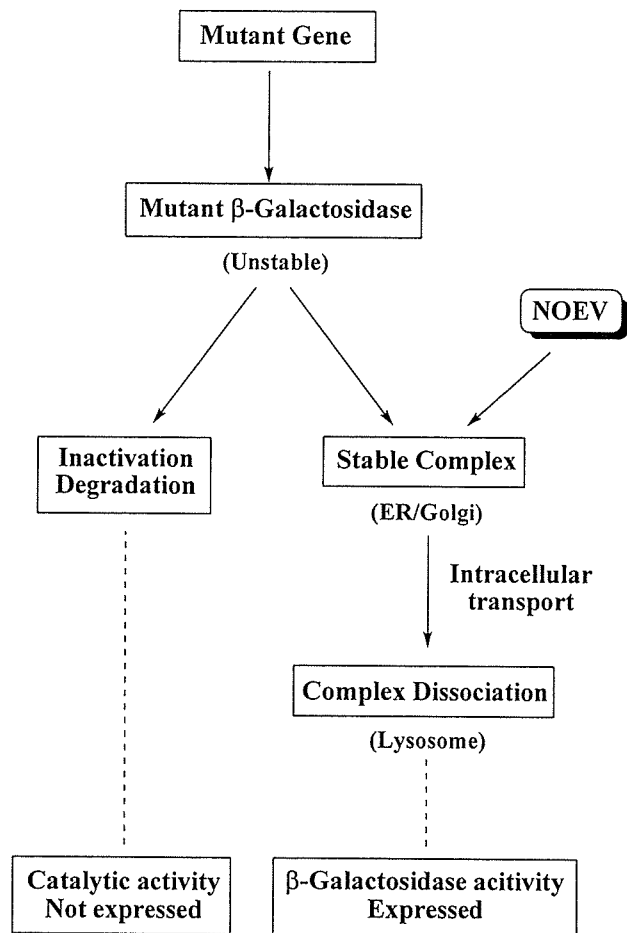 Mutant Gene
Mutant β-Galactosidase
(Unstable)
NOEV
Inactivation
Degradation
Stable Complex
(ER/Golgi)
Intracellular
transport
Complex Dissociation
(Lysosome)
Catalytic activity
Not expressed
β-Galactosidase acitivity
Expressed